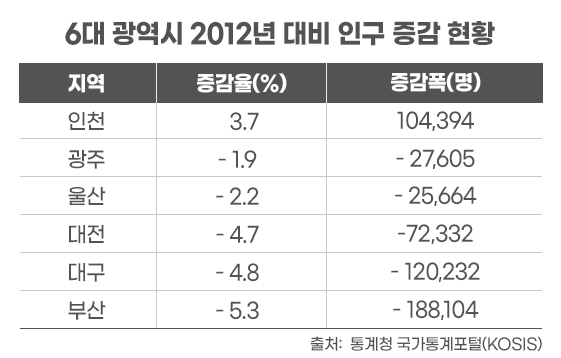 6대 광역시 2012년 대비 인구 증감 현황
지역 증감율(%) 증감폭(명)
인천 3.7 104,394
광주 - 1.9 - 27,605
울산 - 2.2 - 25,664
대전 - 4.7 -72,332
대구 - 4.8 - 120,232
부산 - 5.3 - 188,104
출처: 통계청 국가통계포털(KOSIS)